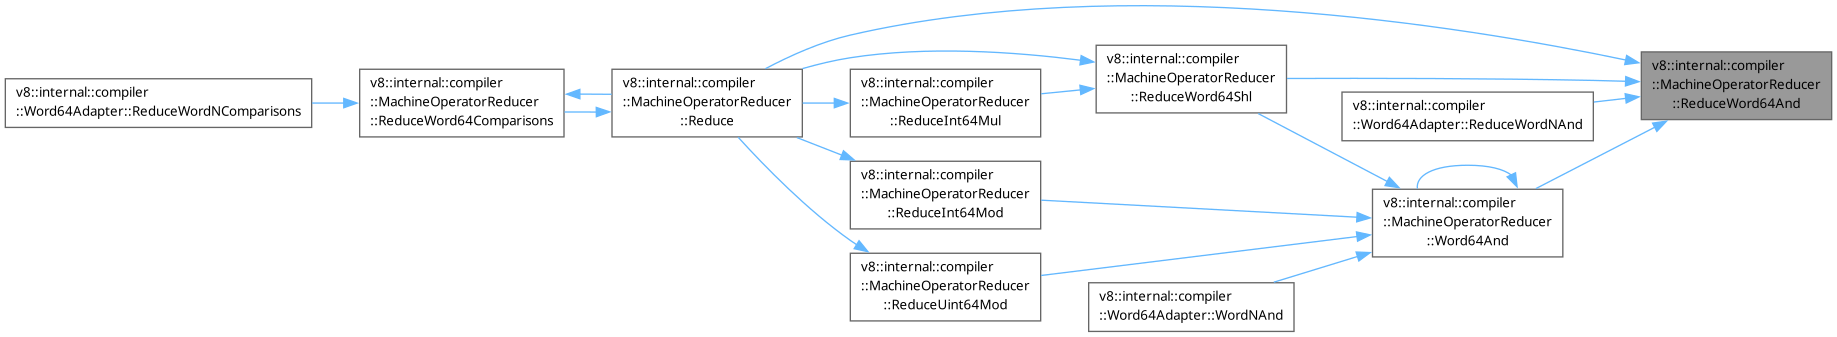 v8::internal::compiler
::Word64Adapter::ReduceWordNComparisons
v8::internal::compiler
::MachineOperatorReducer
::ReduceWord64Comparisons
v8::internal::compiler
::MachineOperatorReducer
::Reduce
v8::internal::compiler
::MachineOperatorReducer
::ReduceInt64Mul
v8::internal::compiler
::MachineOperatorReducer
::ReduceInt64Mod
v8::internal::compiler
::MachineOperatorReducer
::ReduceUint64Mod
v8::internal::compiler
::MachineOperatorReducer
::ReduceWord64Shl
v8::internal::compiler
::Word64Adapter::WordNAnd
v8::internal::compiler
::Word64Adapter::ReduceWordNAnd
v8::internal::compiler
::MachineOperatorReducer
::Word64And
v8::internal::compiler
::MachineOperatorReducer
::ReduceWord64And